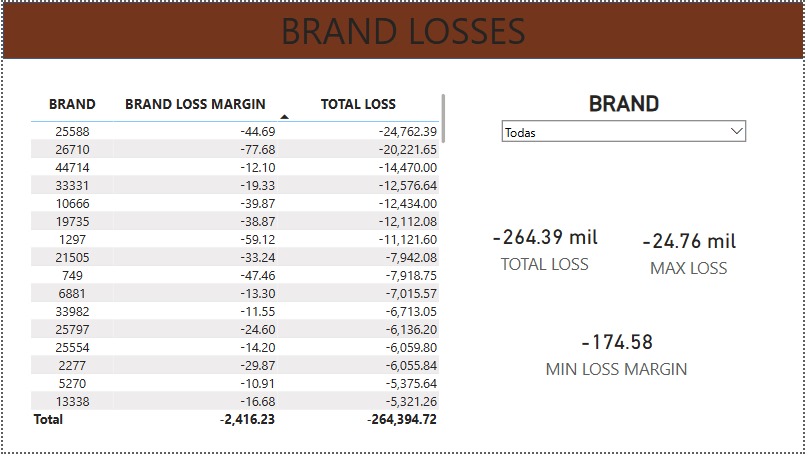 BRAND LOSSES
BRAND BRAND LOSS MARGIN TOTAL LOSS
25588 -44.69 -24,762.39
26710 -77.68 -20,221.65
44714 -12.10 -14,470.00
33331 -19.33 -12,576.64
10666 -39.87 -12,434.00
19735 -38.87 -12,112.08
1297 -59.12 -11,121.60
21505 -33.24 -7,942.08
749 -47.46 -7,918.75
6881 -13.30 -7,015.57
33982 -11.55 -6,713.05
25797 -24.60 -6,136.20
25554 -14.20 -6,059.80
2277 -29.87 -6,055.84
5270 -10.91 -5,375.64
13338 -16.68 -5,321.26
Total -2,416.23 -264,394.72
BRAND
Todas
-264.39 mil
TOTAL LOSS
-24.76 mil
MAX LOSS
-174.58
MIN LOSS MARGIN